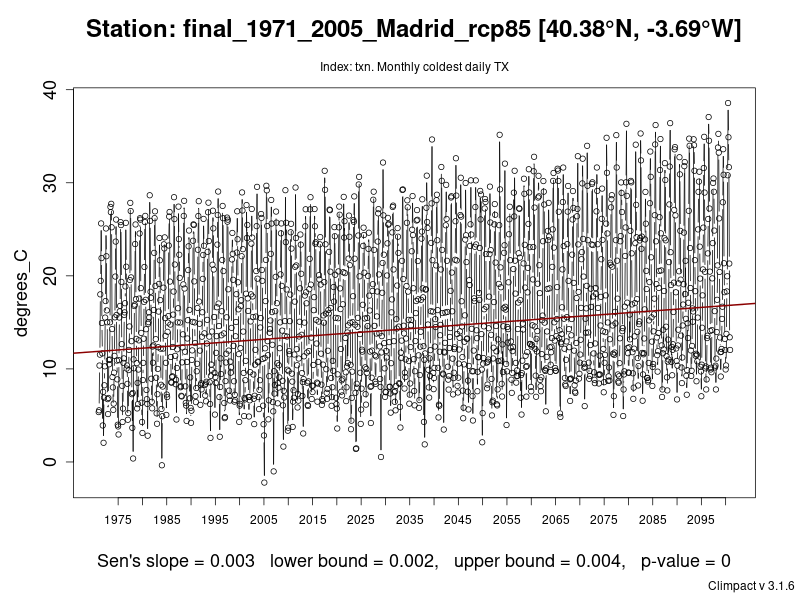 Station: final_1971_2005_Madrid_rcp85 [40.38°N, -3.69°W]
Index: txn. Monthly coldest daily TX
40
30
20
10
0
degrees_C
1975 1985 1995 2005 2015 2025 2035 2045 2055 2065 2075 2085 2095
Sen's slope = 0.003 lower bound = 0.002, upper bound = 0.004, p-value = 0
Climpact v 3.1.6